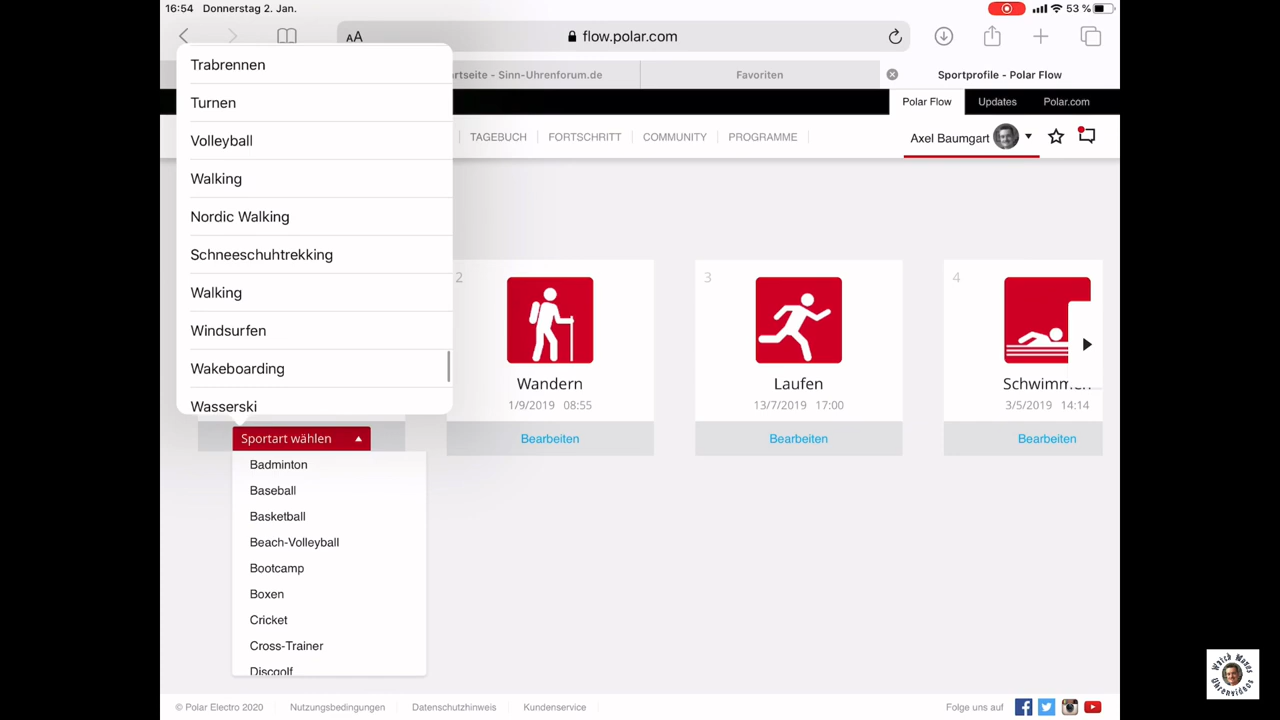 16:54 Donnerstag 2. Jan. 53 %
AA flow.polar.com
rtseite - Sinn-Uhrenforum.de Favoriten Sportprofile - Polar Flow
Polar Flow Updates Polar.com
TAGEBUCH FORTSCHRITT COMMUNITY PROGRAMME Axel Baumgart
Trabrennen
Turnen
Volleyball
Walking
Nordic Walking
Schneeschuhtrekking
Walking
Windsurfen
Wakeboarding
Wasserski
2
Wandern
1/9/2019 08:55
Bearbeiten
3
Laufen
13/7/2019 17:00
Bearbeiten
4
Schwimmen
3/5/2019 14:14
Bearbeiten
Sportart wählen
Badminton
Baseball
Basketball
Beach-Volleyball
Bootcamp
Boxen
Cricket
Cross-Trainer
Discgolf
© Polar Electro 2020 Nutzungsbedingungen Datenschutzhinweis Kundenservice Folge uns auf
Watch Moves
Uhrenvideos